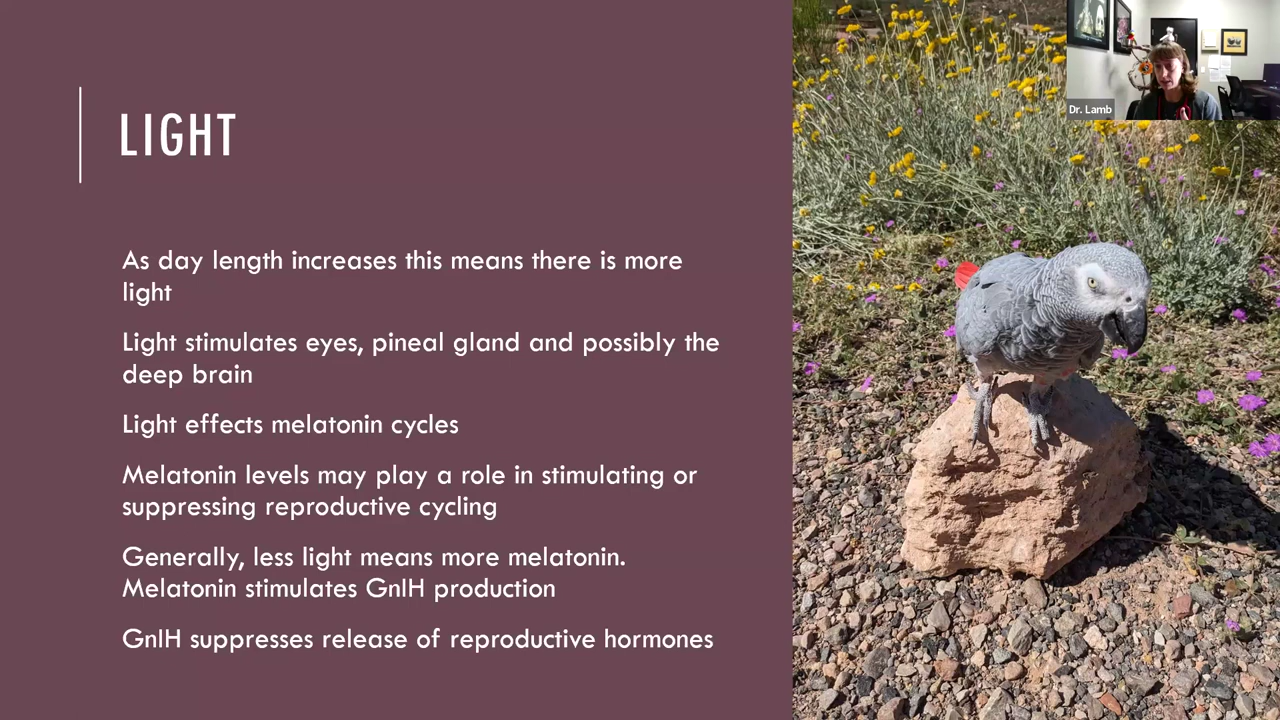 LIGHT
As day length increases this means there is more
light
Light stimulates eyes, pineal gland and possibly the
deep brain
Light effects melatonin cycles
Melatonin levels may play a role in stimulating or
suppressing reproductive cycling
Generally, less light means more melatonin.
Melatonin stimulates GnIH production
GnIH suppresses release of reproductive hormones
Dr. Lamb